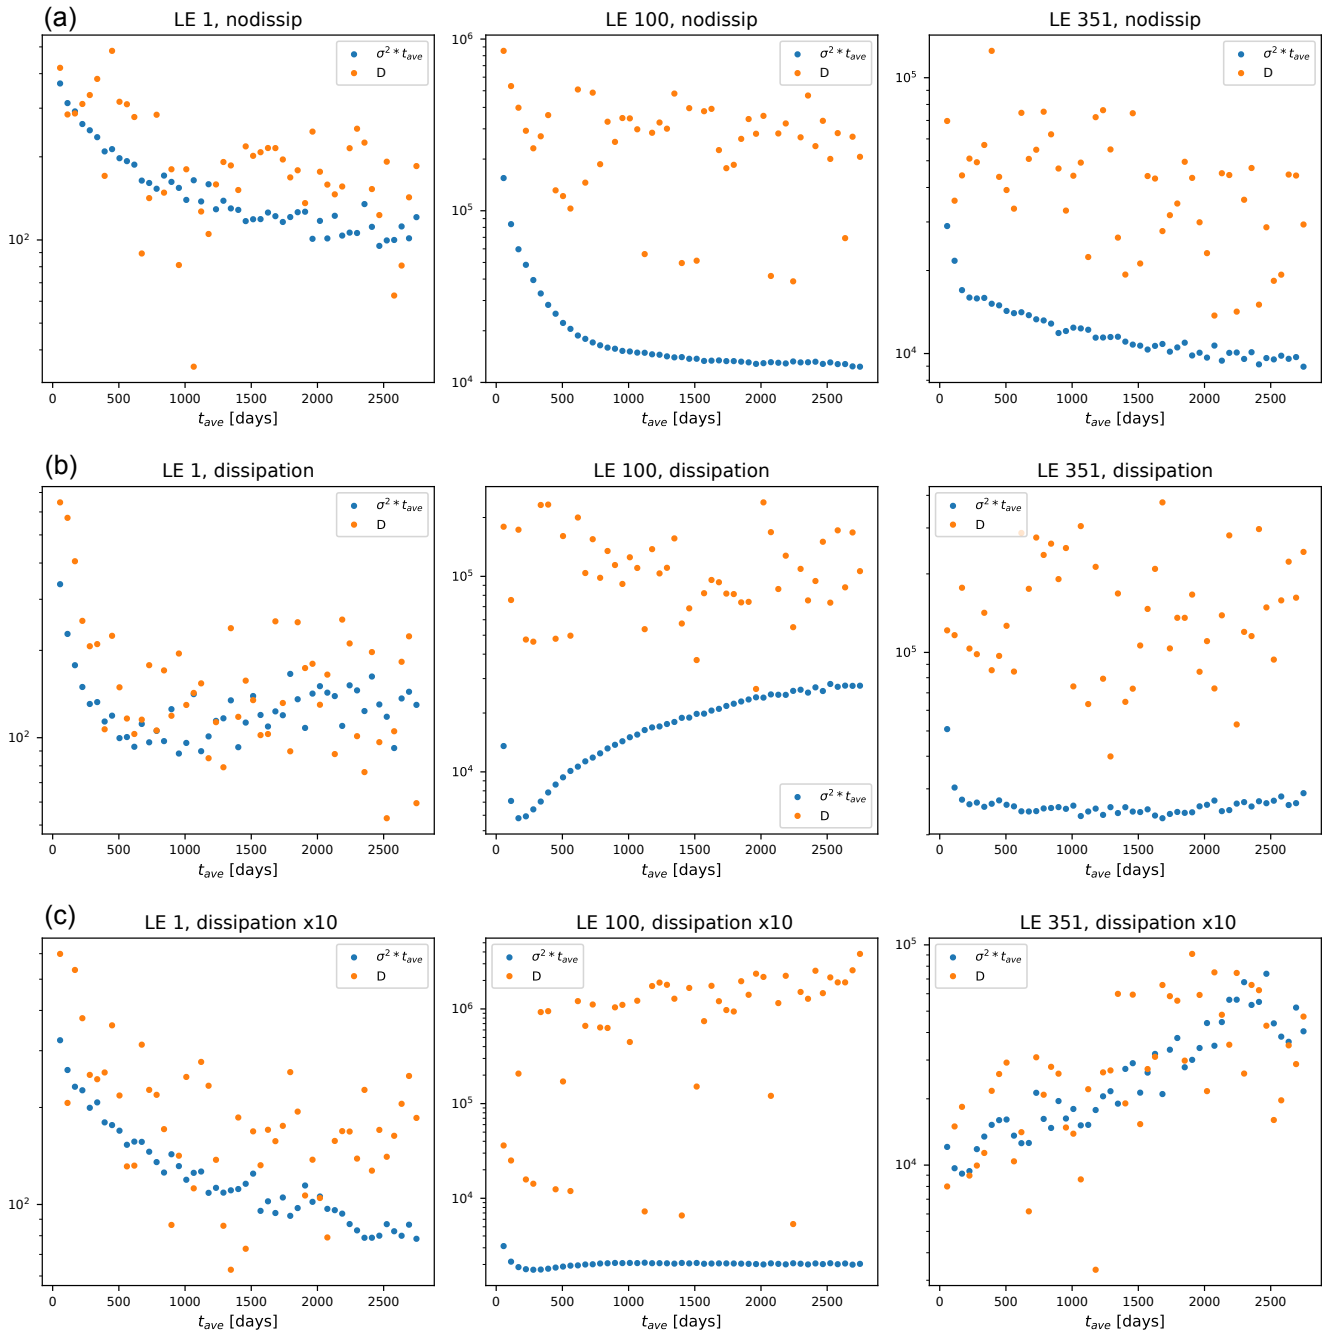 (a)
LE 1, nodissip
LE 100, nodissip
LE 351, nodissip
σ² * t_ave
D
σ² * t_ave
D
σ² * t_ave
D
10²
10⁶
10⁵
10⁴
10⁵
10⁴
0 500 1000 1500 2000 2500
0 500 1000 1500 2000 2500
0 500 1000 1500 2000 2500
t_ave [days]
t_ave [days]
t_ave [days]
(b)
LE 1, dissipation
LE 100, dissipation
LE 351, dissipation
σ² * t_ave
D
σ² * t_ave
D
σ² * t_ave
D
10²
10⁵
10⁴
10⁵
0 500 1000 1500 2000 2500
0 500 1000 1500 2000 2500
0 500 1000 1500 2000 2500
t_ave [days]
t_ave [days]
t_ave [days]
(c)
LE 1, dissipation x10
LE 100, dissipation x10
LE 351, dissipation x10
σ² * t_ave
D
σ² * t_ave
D
σ² * t_ave
D
10²
10⁶
10⁵
10⁴
10⁵
10⁴
0 500 1000 1500 2000 2500
0 500 1000 1500 2000 2500
0 500 1000 1500 2000 2500
t_ave [days]
t_ave [days]
t_ave [days]